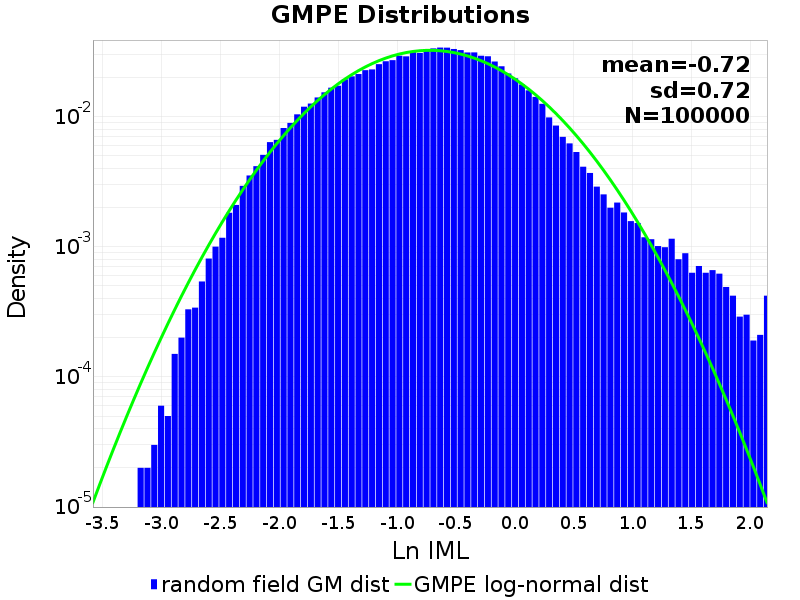 GMPE Distributions
mean=-0.72
sd=0.72
N=100000
Density
10-2
10-3
10-4
10-5
-3.5 -3.0 -2.5 -2.0 -1.5 -1.0 -0.5 0.0 0.5 1.0 1.5 2.0
Ln IML
random field GM dist GMPE log-normal dist